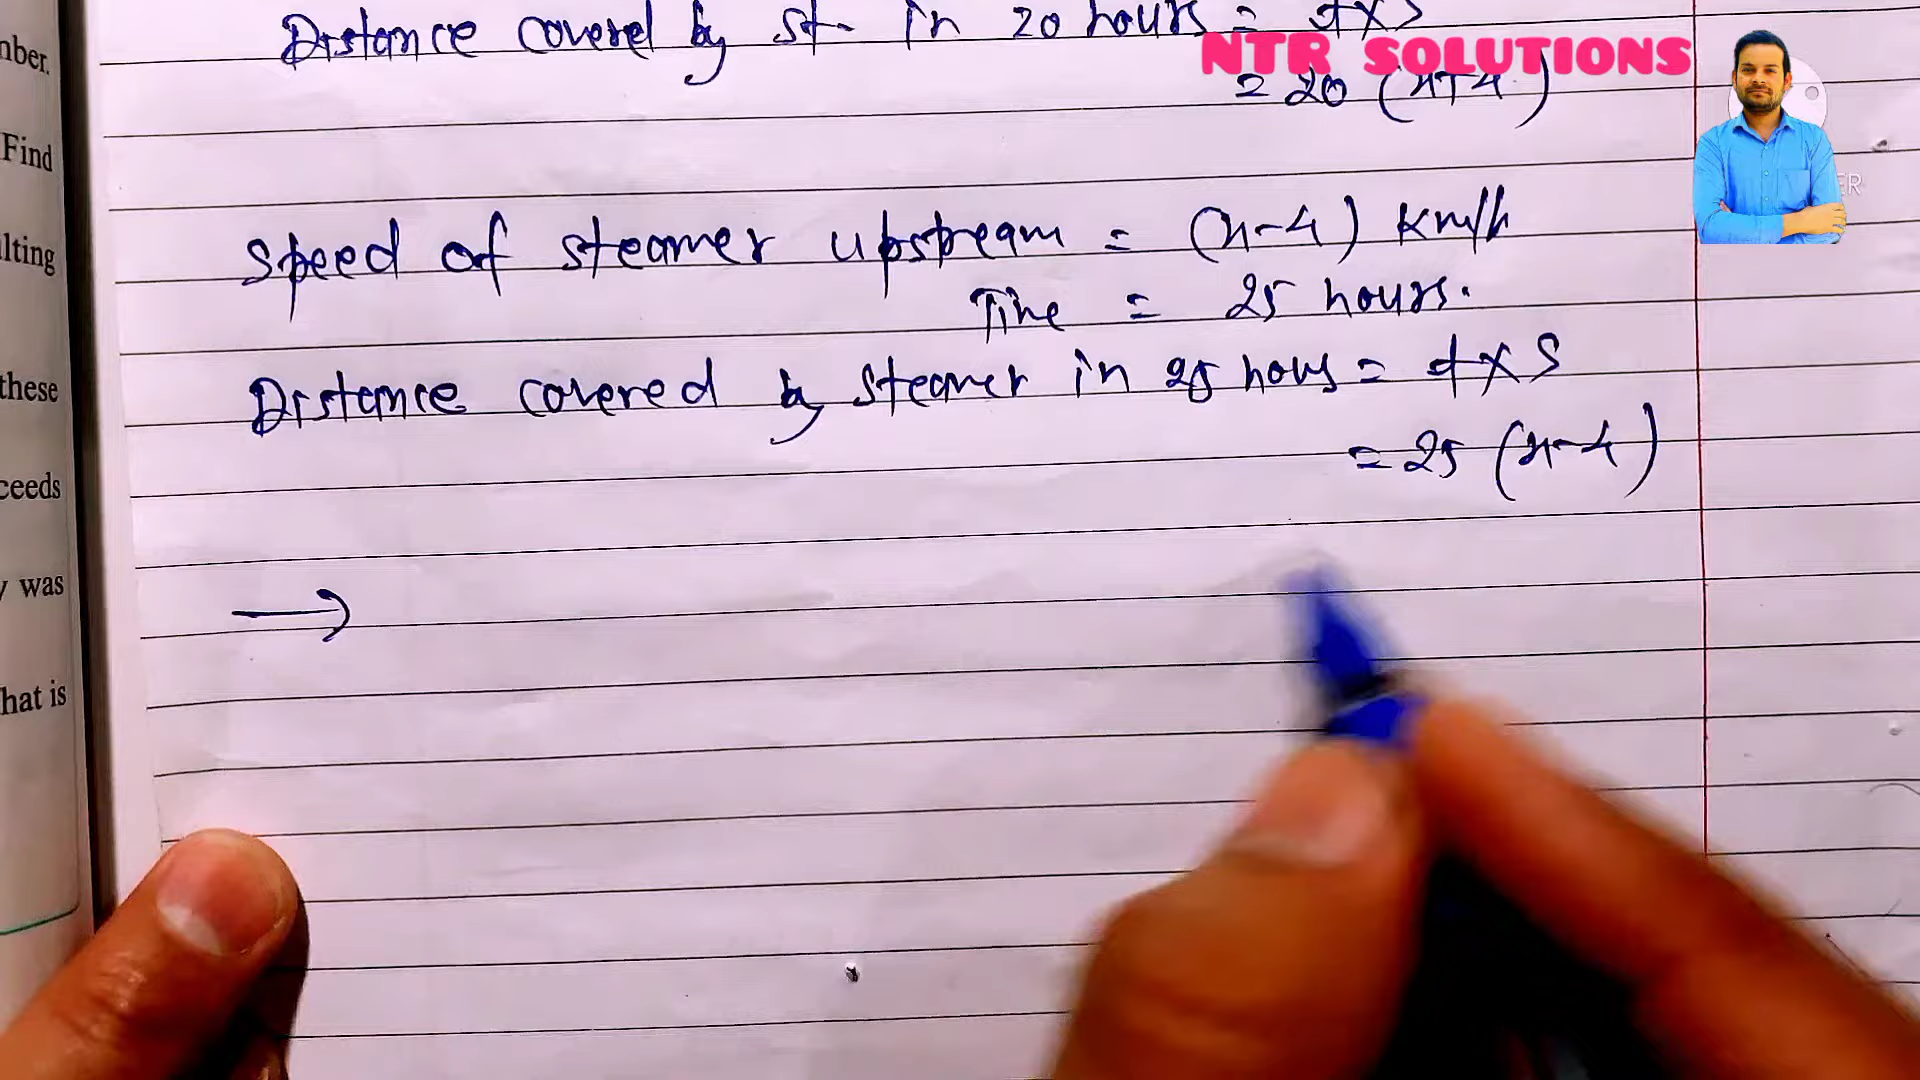 Distance covered by st. in 20 hours = t×S
NTR SOLUTIONS
= 20 (x+4)
ER
Speed of steamer upstream = (x-4) Km/h
Time = 25 hours.
Distance covered by steamer in 25 hours = t×S
= 25 (x-4)
→
nber.
Find
lting
these
ceeds
y was
hat is